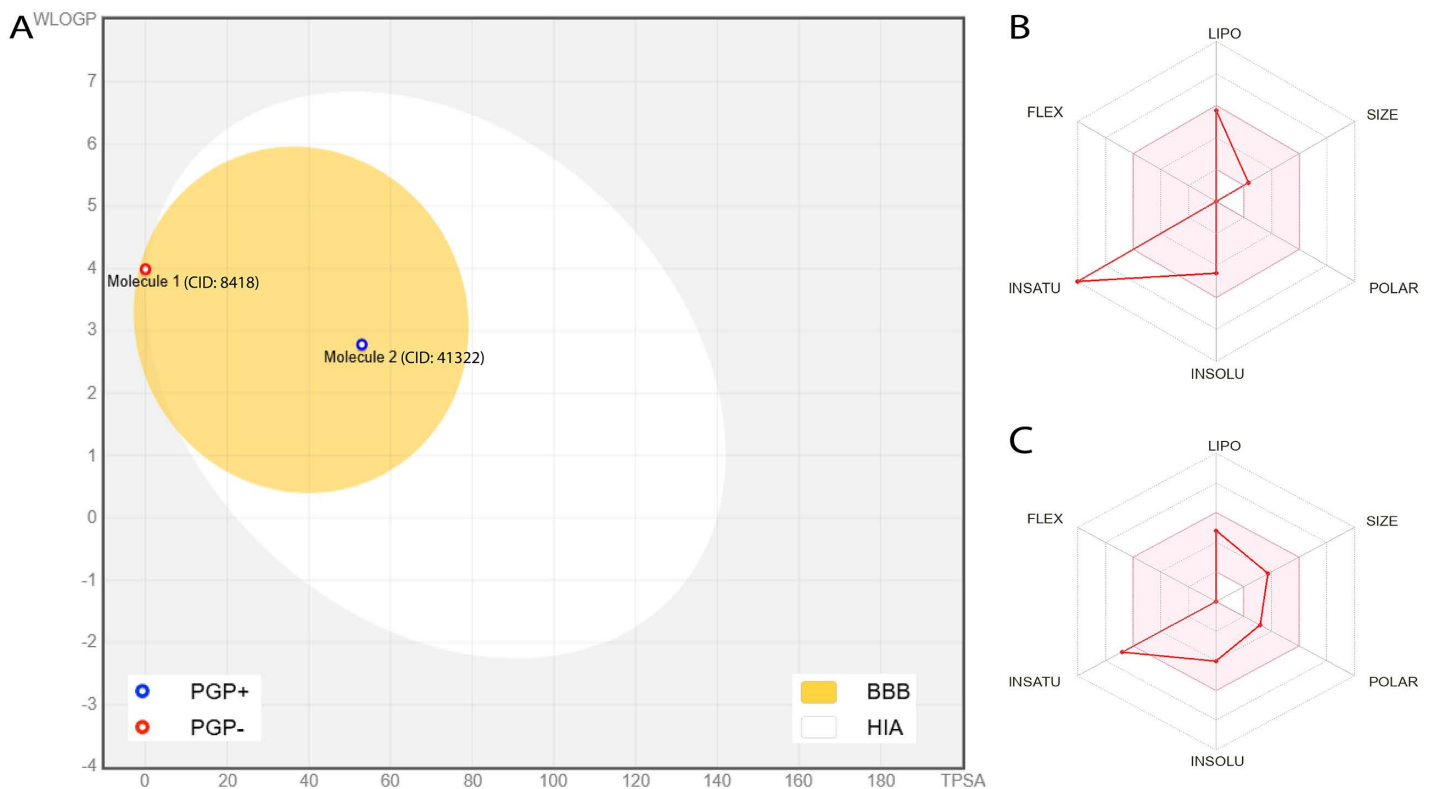 A
WLOGP
7
6
5
4
3
2
1
0
-1
-2
-3
-4
Molecule 1 (CID: 8418)
Molecule 2 (CID: 41322)
PGP+
PGP-
BBB
HIA
0 20 40 60 80 100 120 140 160 180 TPSA
B
LIPO
FLEX SIZE
INSATU POLAR
INSOLU
C
LIPO
FLEX SIZE
INSATU POLAR
INSOLU